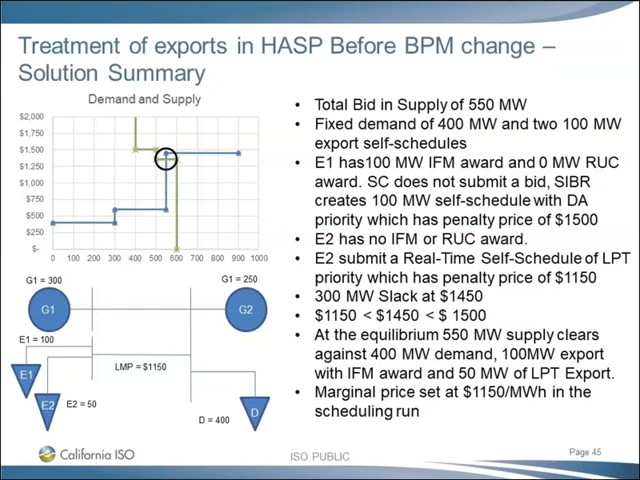 Treatment of exports in HASP Before BPM change –
Solution Summary
Demand and Supply
$2,000
$1,750
$1,500
$1,250
$1,000
$750
$500
$250
$-
0 100 200 300 400 500 600 700 800 900 1000
G1 = 300
G1 = 250
G1
G2
E1 = 100
E1
LMP = $1150
E2
E2 = 50
D = 400
D
• Total Bid in Supply of 550 MW
• Fixed demand of 400 MW and two 100 MW
export self-schedules
• E1 has100 MW IFM award and 0 MW RUC
award. SC does not submit a bid, SIBR
creates 100 MW self-schedule with DA
priority which has penalty price of $1500
• E2 has no IFM or RUC award.
• E2 submit a Real-Time Self-Schedule of LPT
priority which has penalty price of $1150
• 300 MW Slack at $1450
• $1150 < $1450 < $ 1500
• At the equilibrium 550 MW supply clears
against 400 MW demand, 100MW export
with IFM award and 50 MW of LPT Export.
• Marginal price set at $1150/MWh in the
scheduling run
California ISO
ISO PUBLIC
Page 45